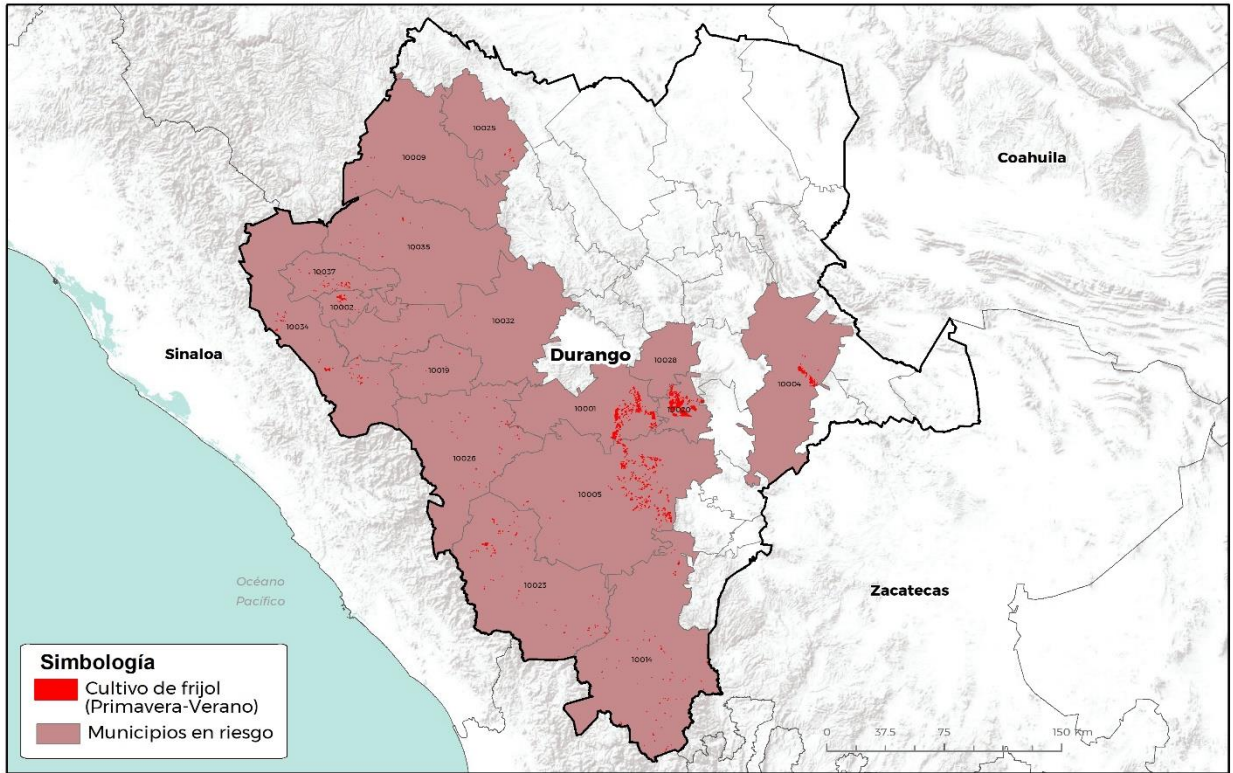 10025
10009
Coahuila
10035
10037
10002
10034
10032
Sinaloa
Durango
10028
10019
10004
10001
10020
10026
10005
Océano
Pacífico
10023
Zacatecas
10014
Simbología
Cultivo de frijol
(Primavera-Verano)
Municipios en riesgo
0 37.5 75 150 Km